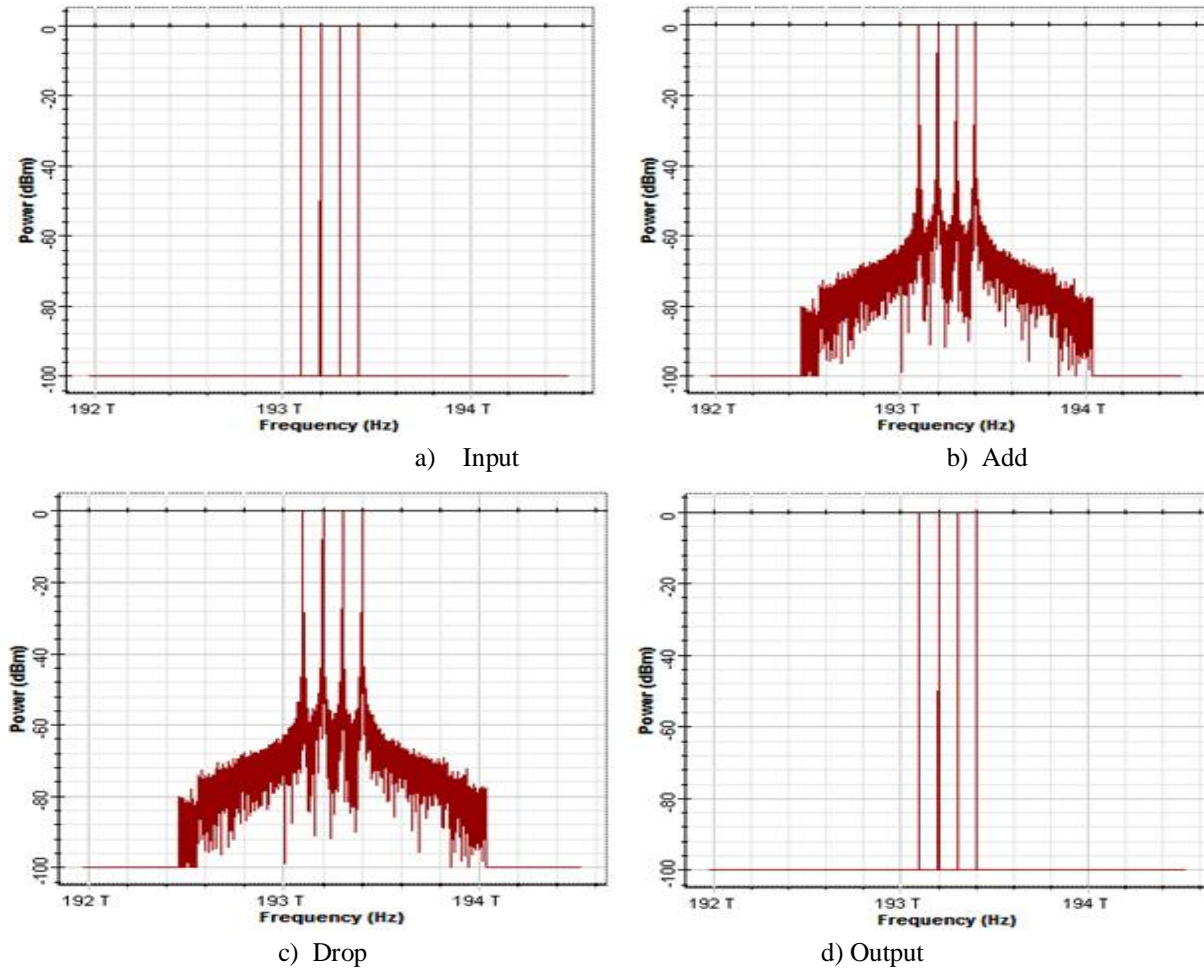 0
-20
-40
-60
-80
-100
Power (dBm)
192 T
193 T
194 T
Frequency (Hz)
a) Input
0
-20
-40
-60
-80
-100
Power (dBm)
192 T
193 T
194 T
Frequency (Hz)
b) Add
0
-20
-40
-60
-80
-100
Power (dBm)
192 T
193 T
194 T
Frequency (Hz)
c) Drop
0
-20
-40
-60
-80
-100
Power (dBm)
192 T
193 T
194 T
Frequency (Hz)
d) Output